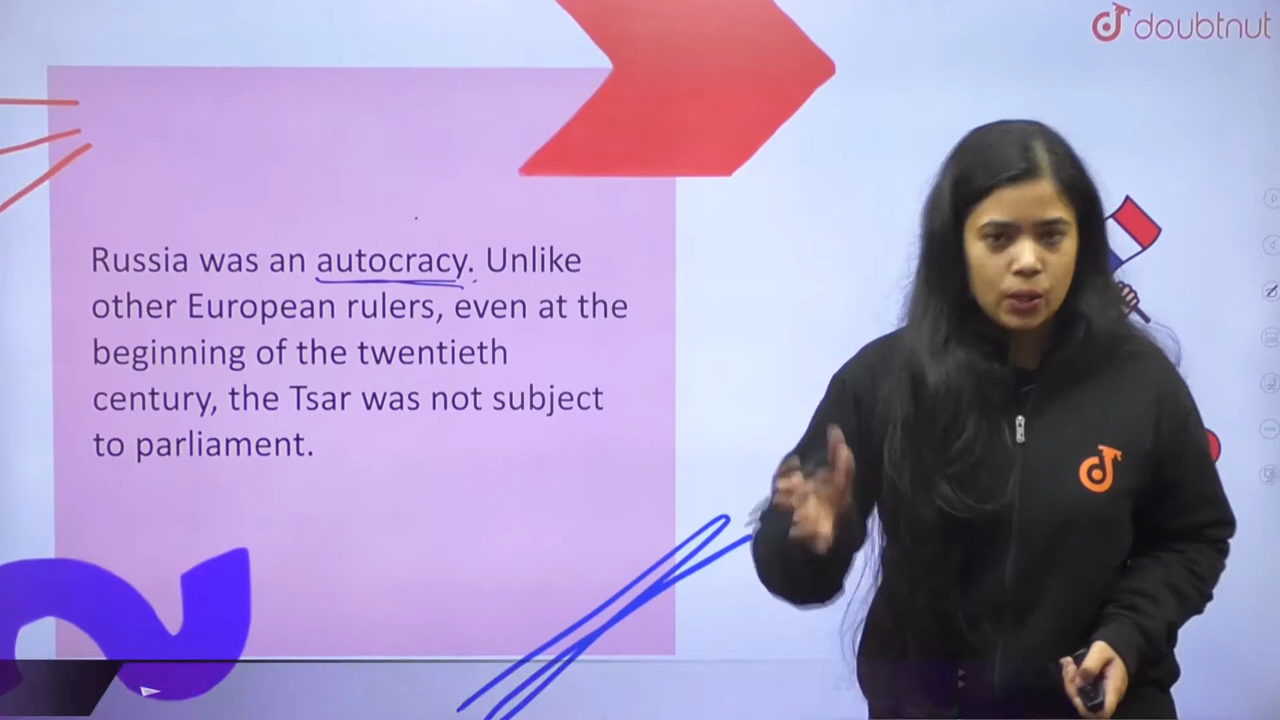 doubtnut
Russia was an autocracy. Unlike
other European rulers, even at the
beginning of the twentieth
century, the Tsar was not subject
to parliament.